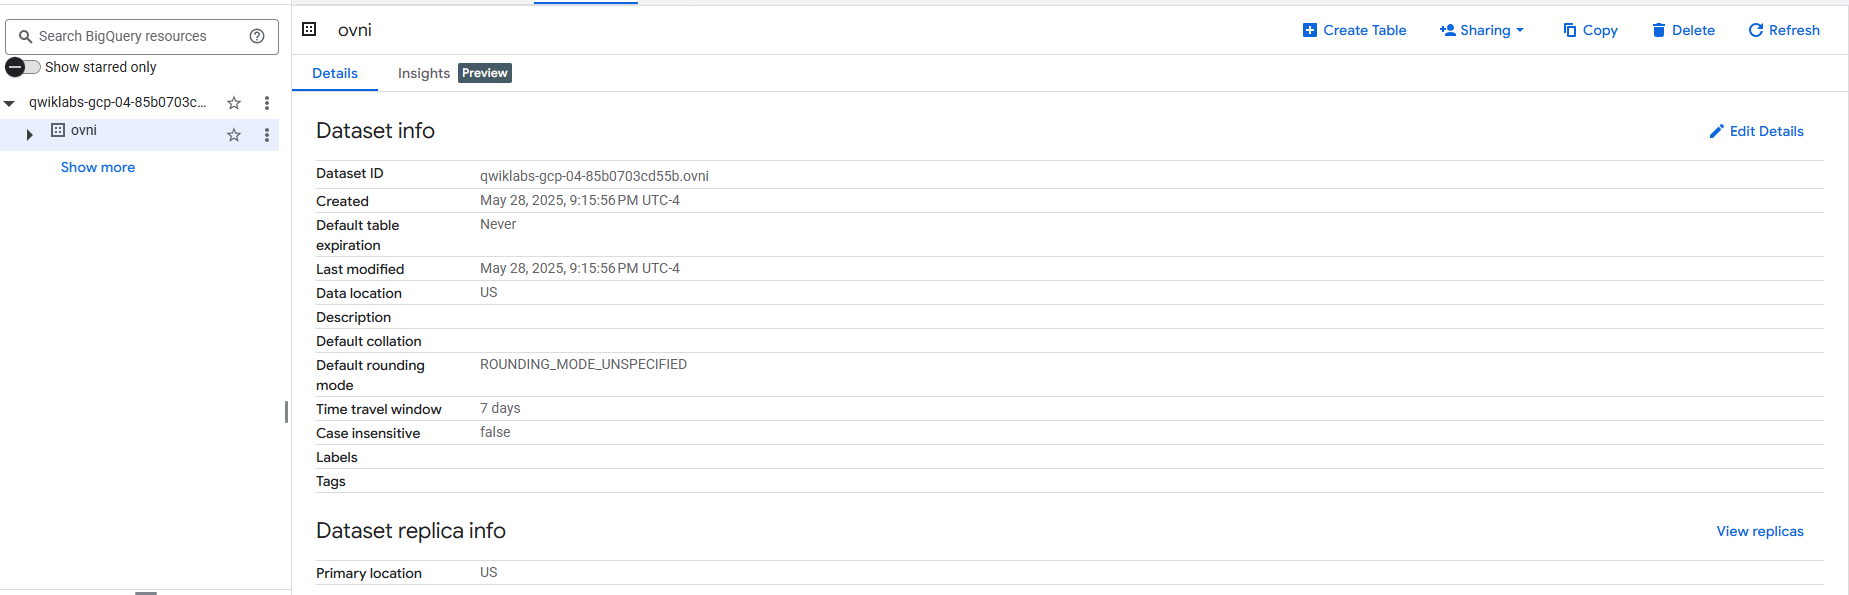 Search BigQuery resources
Show starred only
qwiklabs-gcp-04-85b0703c...
ovni
Show more
ovni
Create Table
Sharing
Copy
Delete
Refresh
Details
Insights Preview
Dataset info
Edit Details
Dataset ID qwiklabs-gcp-04-85b0703cd55b.ovni
Created May 28, 2025, 9:15:56 PM UTC-4
Default table Never
expiration
Last modified May 28, 2025, 9:15:56 PM UTC-4
Data location US
Description
Default collation
Default rounding ROUNDING_MODE_UNSPECIFIED
mode
Time travel window 7 days
Case insensitive false
Labels
Tags
Dataset replica info
View replicas
Primary location US